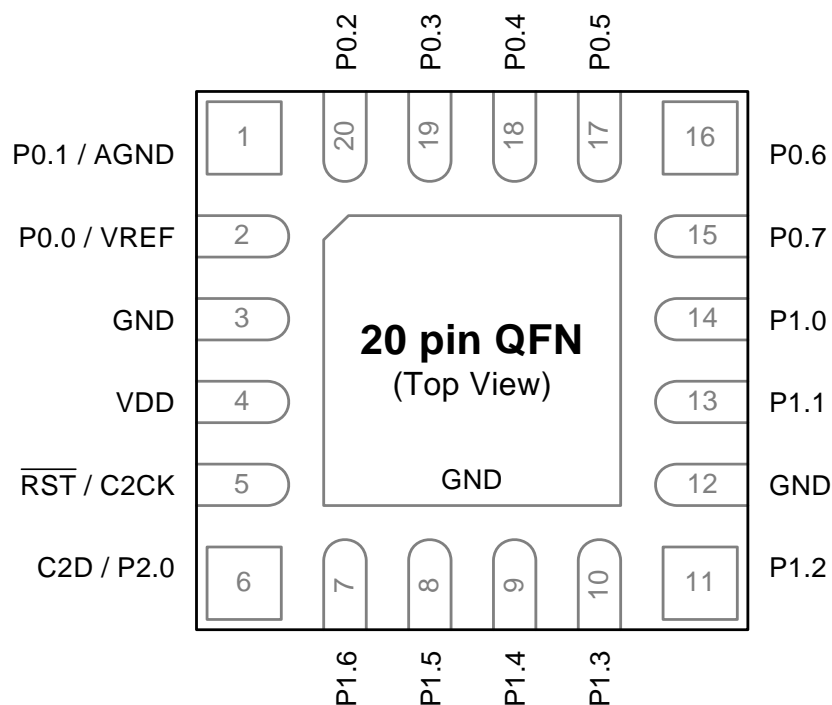 P0.2
P0.3
P0.4
P0.5
1
20
19
18
17
16
P0.1 / AGND
P0.6
P0.0 / VREF
2
15
P0.7
GND
3
14
P1.0
20 pin QFN
(Top View)
VDD
4
13
P1.1
R̅S̅T̅ / C2CK
5
GND
12
GND
C2D / P2.0
6
7
8
9
10
11
P1.2
P1.6
P1.5
P1.4
P1.3